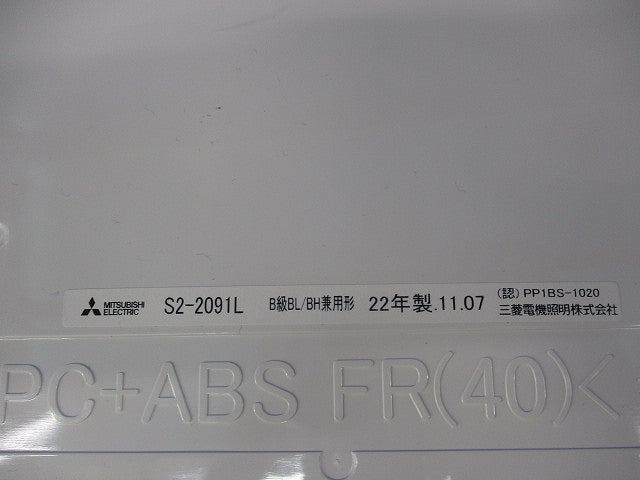 MITSUBISHI ELECTRIC S2-2091L B級BL/BH兼用形 22年製.11.07 (認)PP1BS-1020
三菱電機照明株式会社
PC+ABS FR(40)<